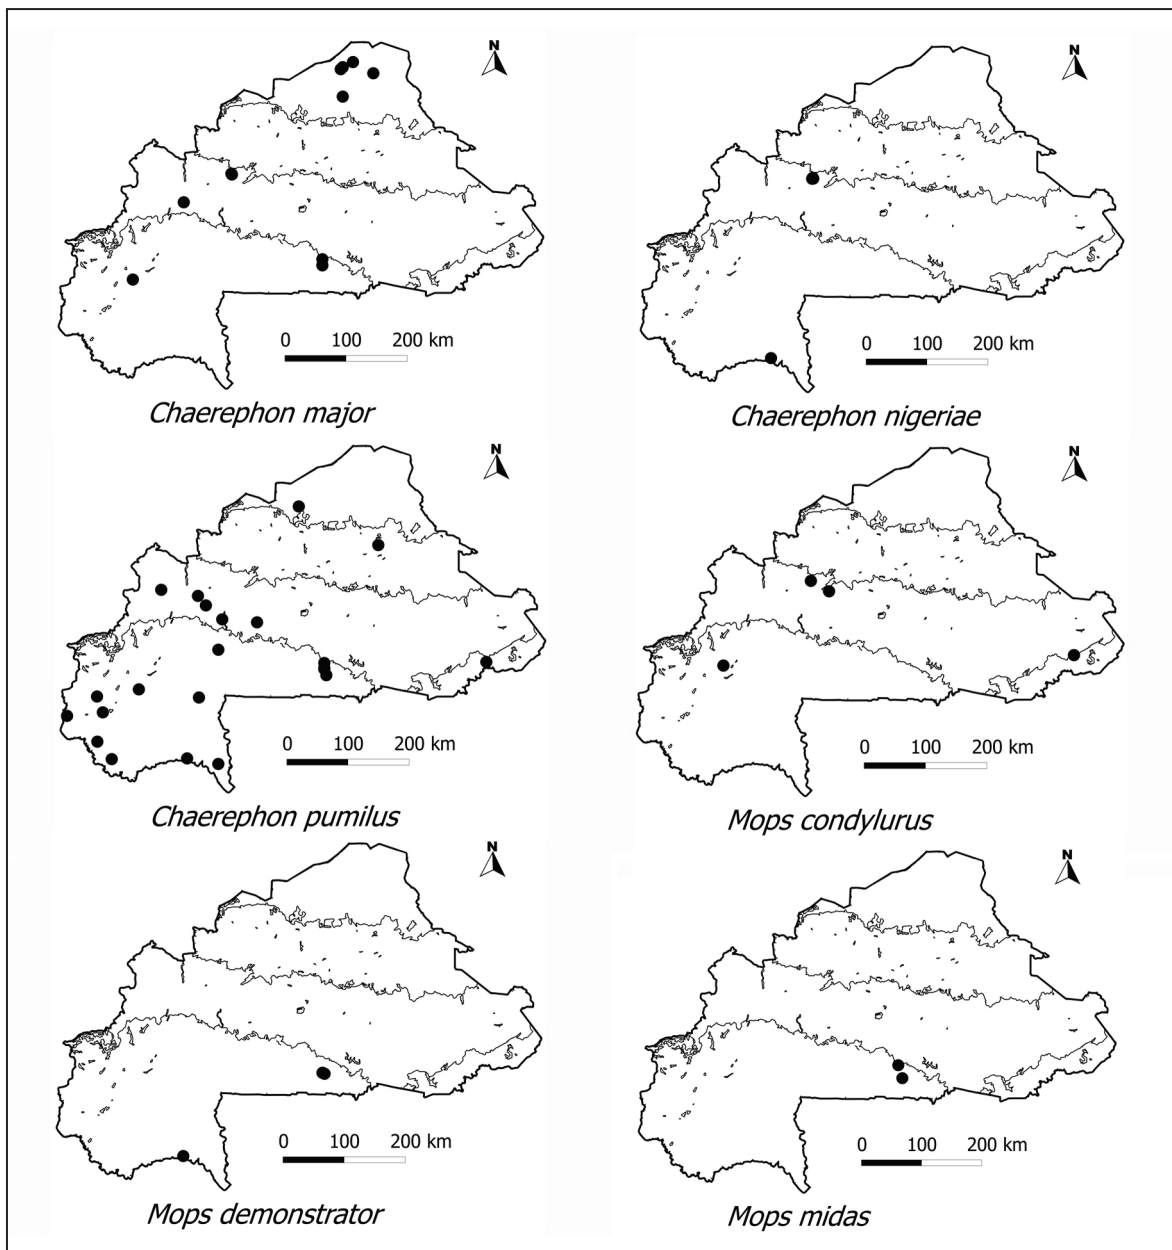 N
N
0 100 200 km
0 100 200 km
Chaerephon major
Chaerephon nigeriae
N
N
0 100 200 km
0 100 200 km
Chaerephon pumilus
Mops condylurus
N
N
0 100 200 km
0 100 200 km
Mops demonstrator
Mops midas